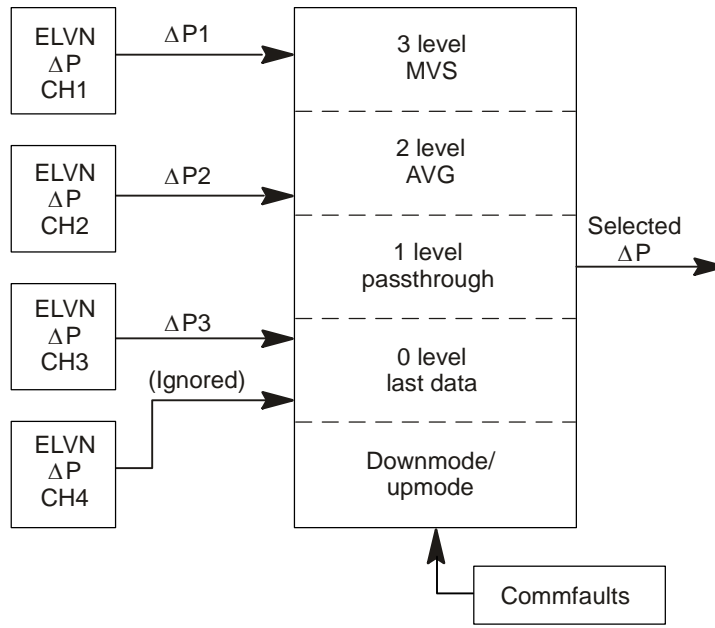 ELVN
ΔP
CH1
ΔP1
3 level
MVS
ELVN
ΔP
CH2
ΔP2
2 level
AVG
1 level
passthrough
Selected
ΔP
ELVN
ΔP
CH3
ΔP3
(Ignored)
0 level
last data
ELVN
ΔP
CH4
Downmode/
upmode
Commfaults